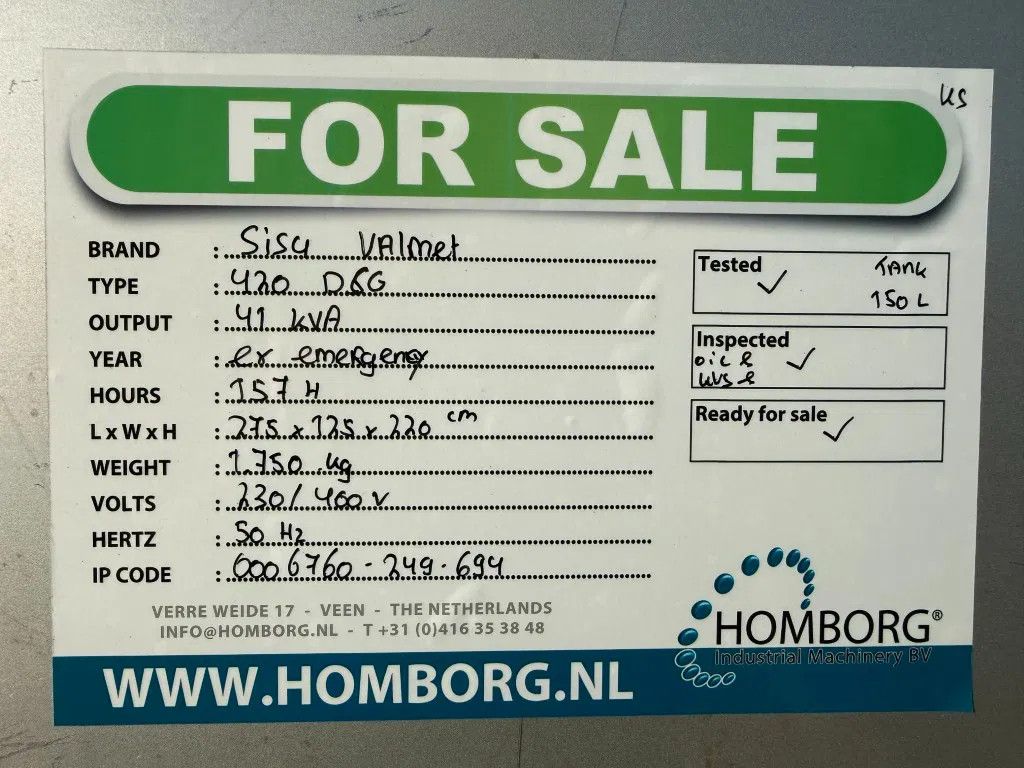 KS
FOR SALE
BRAND : Sisu Valmet
TYPE : 420 DSG
OUTPUT : 41 kVA
YEAR : ex emergency
HOURS : 157 H
L x W x H : 275 x 125 x 220 cm
WEIGHT : 1.750 kg
VOLTS : 230/400 V
HERTZ : 50 Hz
IP CODE : 0006760-249-694
Tested ✓ TANK
150 L
Inspected ✓
Ready for sale ✓
VERRE WEIDE 17 - VEEN - THE NETHERLANDS
INFO@HOMBORG.NL - T +31 (0)416 35 38 48
HOMBORG®
Industrial Machinery BV
WWW.HOMBORG.NL